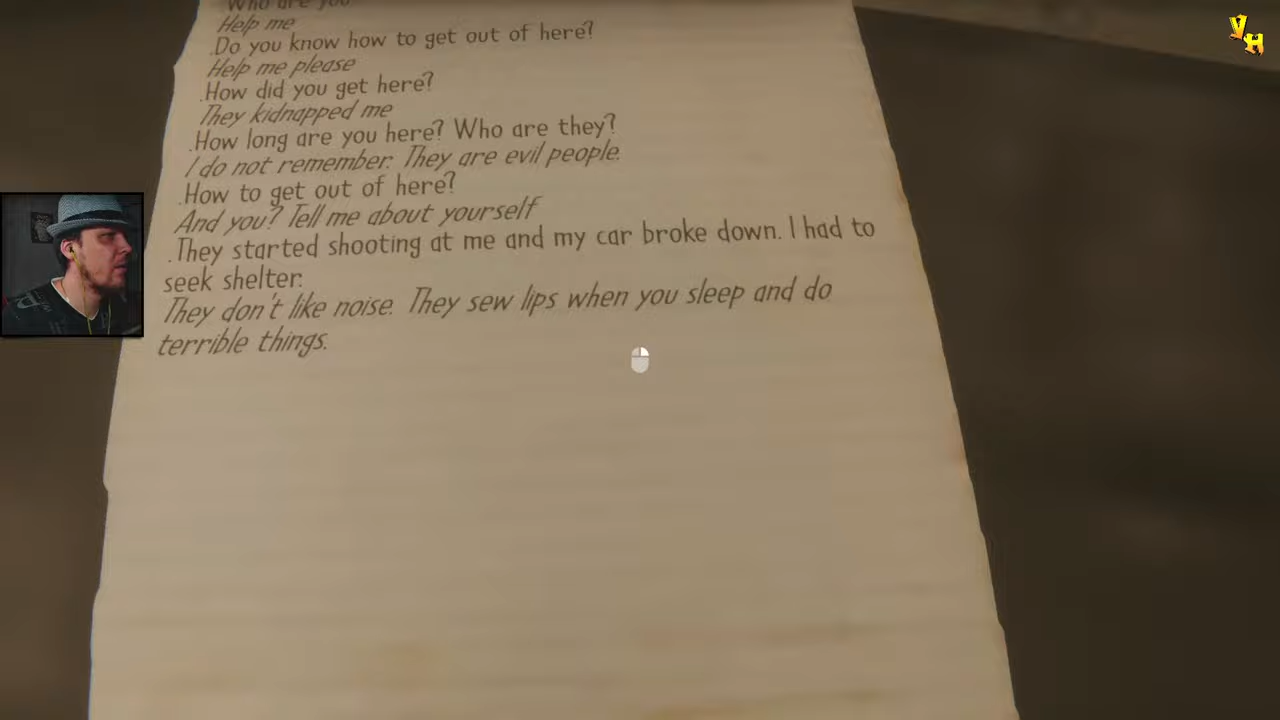 Who are you
Help me
.Do you know how to get out of here?
Help me please
.How did you get here?
They kidnapped me
.How long are you here? Who are they?
I do not remember. They are evil people.
.How to get out of here?
And you? Tell me about yourself
.They started shooting at me and my car broke down. I had to
seek shelter.
They don't like noise. They sew lips when you sleep and do
terrible things.
VH